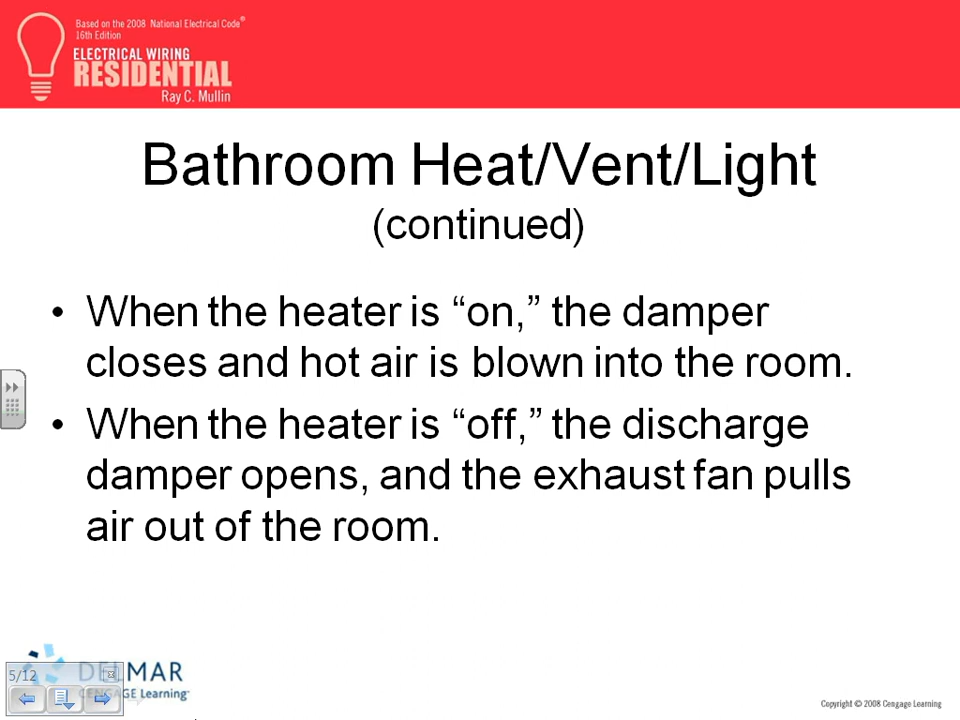 Based on the 2008 National Electrical Code®
16th Edition
ELECTRICAL WIRING
RESIDENTIAL
Ray C. Mullin
Bathroom Heat/Vent/Light
(continued)
• When the heater is “on,” the damper
closes and hot air is blown into the room.
• When the heater is “off,” the discharge
damper opens, and the exhaust fan pulls
air out of the room.
5/12
DELMAR
CENGAGE Learning™
Copyright © 2008 Cengage Learning